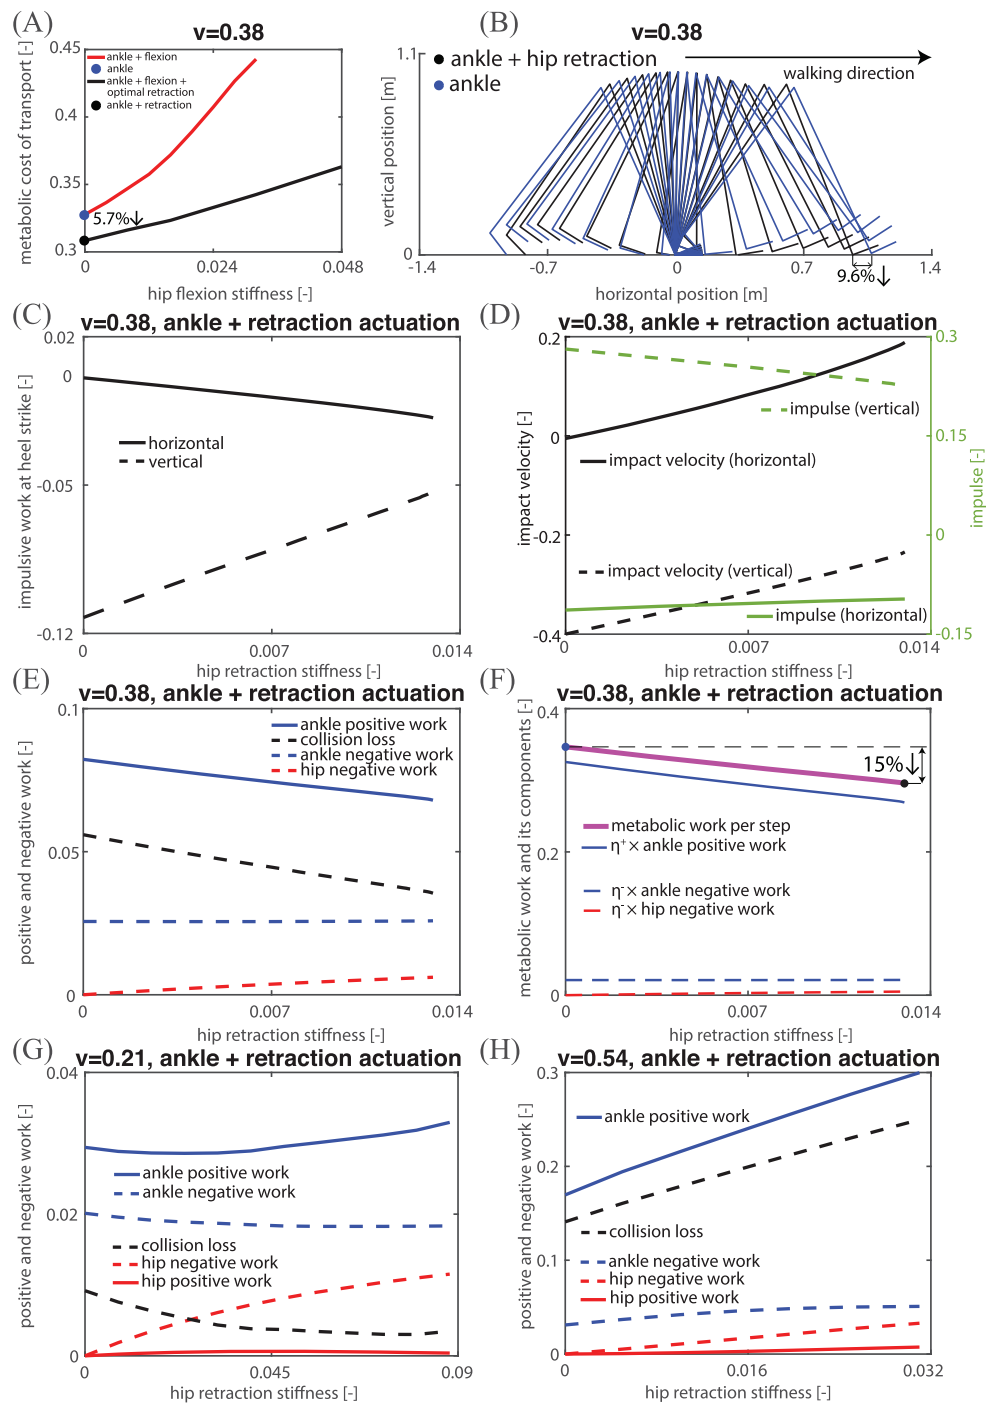 (A)
v=0.38
metabolic cost of transport [-]
0.45
0.4
0.35
0.3
ankle + flexion
ankle
ankle + flexion +
optimal retraction
ankle + retraction
5.7%↓
0
0.024
0.048
hip flexion stiffness [-]
(B)
v=0.38
ankle + hip retraction
ankle
walking direction
vertical position [m]
1.1
0
-1.4
-0.7
0
0.7
1.4
9.6%↓
horizontal position [m]
(C)
v=0.38, ankle + retraction actuation
impulsive work at heel strike [-]
0.02
0
-0.05
-0.12
horizontal
vertical
0
0.007
0.014
hip retraction stiffness [-]
(D)
v=0.38, ankle + retraction actuation
impact velocity [-]
0.2
0
-0.2
-0.4
impulse [-]
0.3
0.15
0
-0.15
impulse (vertical)
impact velocity (horizontal)
impact velocity (vertical)
impulse (horizontal)
0
0.007
0.014
hip retraction stiffness [-]
(E)
v=0.38, ankle + retraction actuation
positive and negative work [-]
0.1
0.05
0
ankle positive work
collision loss
ankle negative work
hip negative work
0
0.007
0.014
hip retraction stiffness [-]
(F)
v=0.38, ankle + retraction actuation
metabolic work and its components [-]
0.4
0.2
0
15%↓
metabolic work per step
η⁺× ankle positive work
η⁻× ankle negative work
η⁻× hip negative work
0
0.007
0.014
hip retraction stiffness [-]
(G)
v=0.21, ankle + retraction actuation
positive and negative work [-]
0.04
0.02
0
ankle positive work
ankle negative work
collision loss
hip negative work
hip positive work
0
0.045
0.09
hip retraction stiffness [-]
(H)
v=0.54, ankle + retraction actuation
positive and negative work [-]
0.3
0.2
0.1
0
ankle positive work
collision loss
ankle negative work
hip negative work
hip positive work
0
0.016
0.032
hip retraction stiffness [-]